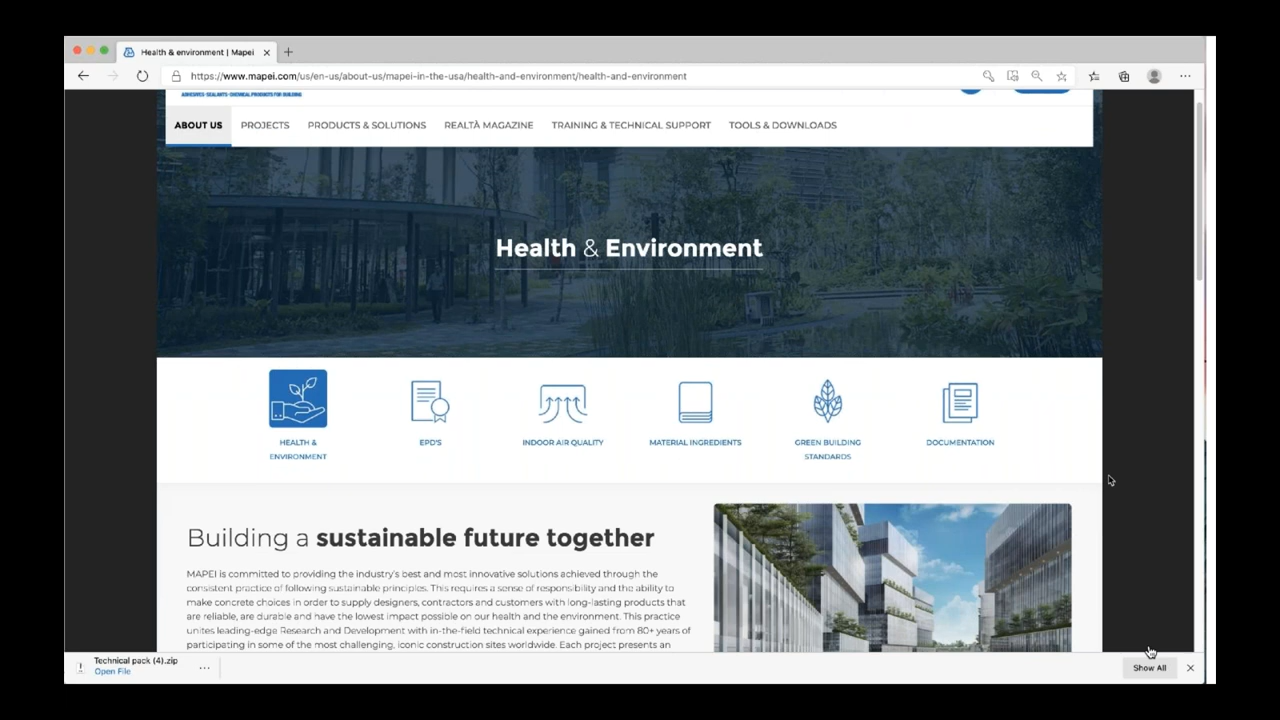 Health & environment | Mapei
https://www.mapei.com/us/en-us/about-us/mapei-in-the-usa/health-and-environment/health-and-environment
ADHESIVES·SEALANTS·CHEMICAL PRODUCTS FOR BUILDING
ABOUT US PROJECTS PRODUCTS & SOLUTIONS REALTÀ MAGAZINE TRAINING & TECHNICAL SUPPORT TOOLS & DOWNLOADS
Health & Environment
HEALTH &
ENVIRONMENT
EPD'S
INDOOR AIR QUALITY
MATERIAL INGREDIENTS
GREEN BUILDING
STANDARDS
DOCUMENTATION
Building a sustainable future together
MAPEI is committed to providing the industry's best and most innovative solutions achieved through the
consistent practice of following sustainable principles. This requires a sense of responsibility and the ability to
make concrete choices in order to supply designers, contractors and customers with long-lasting products that
are reliable, are durable and have the lowest impact possible on our health and the environment. This practice
unites leading-edge Research and Development with in-the-field technical experience gained from 80+ years of
participating in some of the most challenging, iconic construction sites worldwide. Each project presents an
Technical pack (4).zip
Open File
Show All